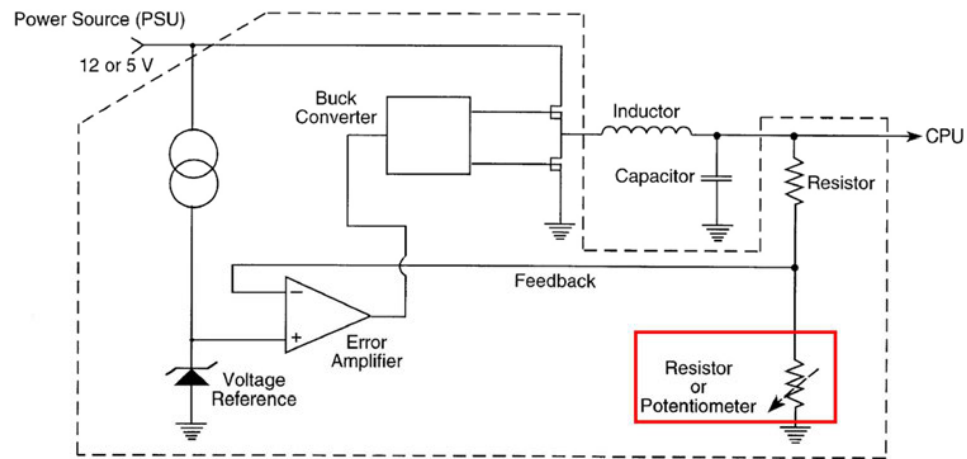 Power Source (PSU)
12 or 5 V
Buck
Converter
Inductor
CPU
Capacitor
Resistor
Feedback
−
+
Error
Amplifier
Voltage
Reference
Resistor
or
Potentiometer